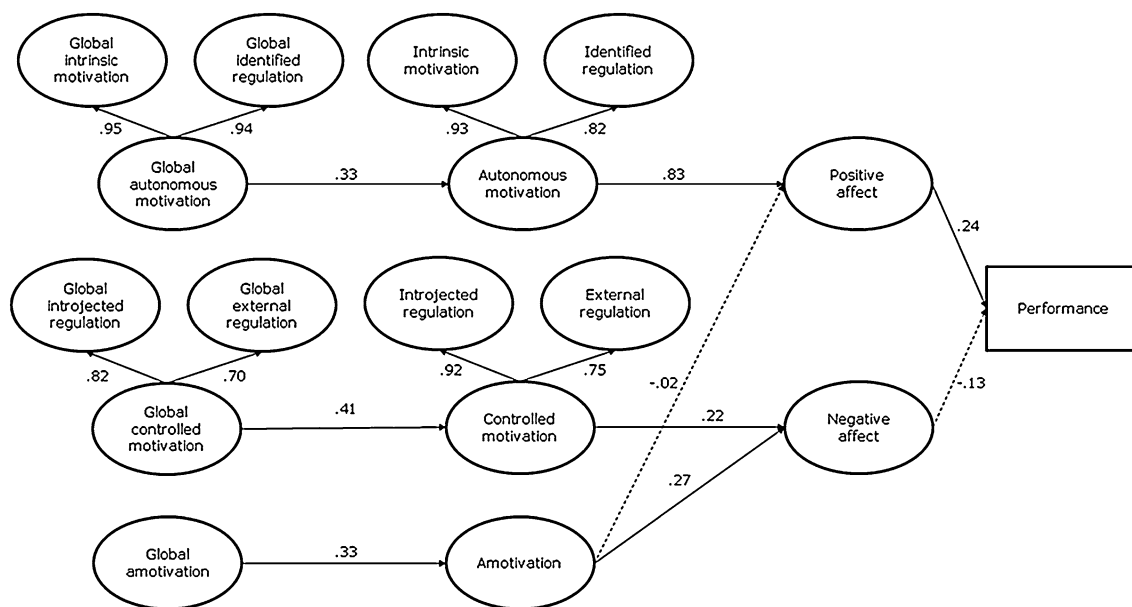 Global
intrinsic
motivation
Global
identified
regulation
Intrinsic
motivation
Identified
regulation
.95
.94
.93
.82
Global
autonomous
motivation
.33
Autonomous
motivation
.83
Positive
affect
.24
Global
introjected
regulation
Global
external
regulation
Introjected
regulation
External
regulation
Performance
.82
.70
.92
.75
-.02
-.13
Global
controlled
motivation
.41
Controlled
motivation
.22
Negative
affect
.27
Global
amotivation
.33
Amotivation